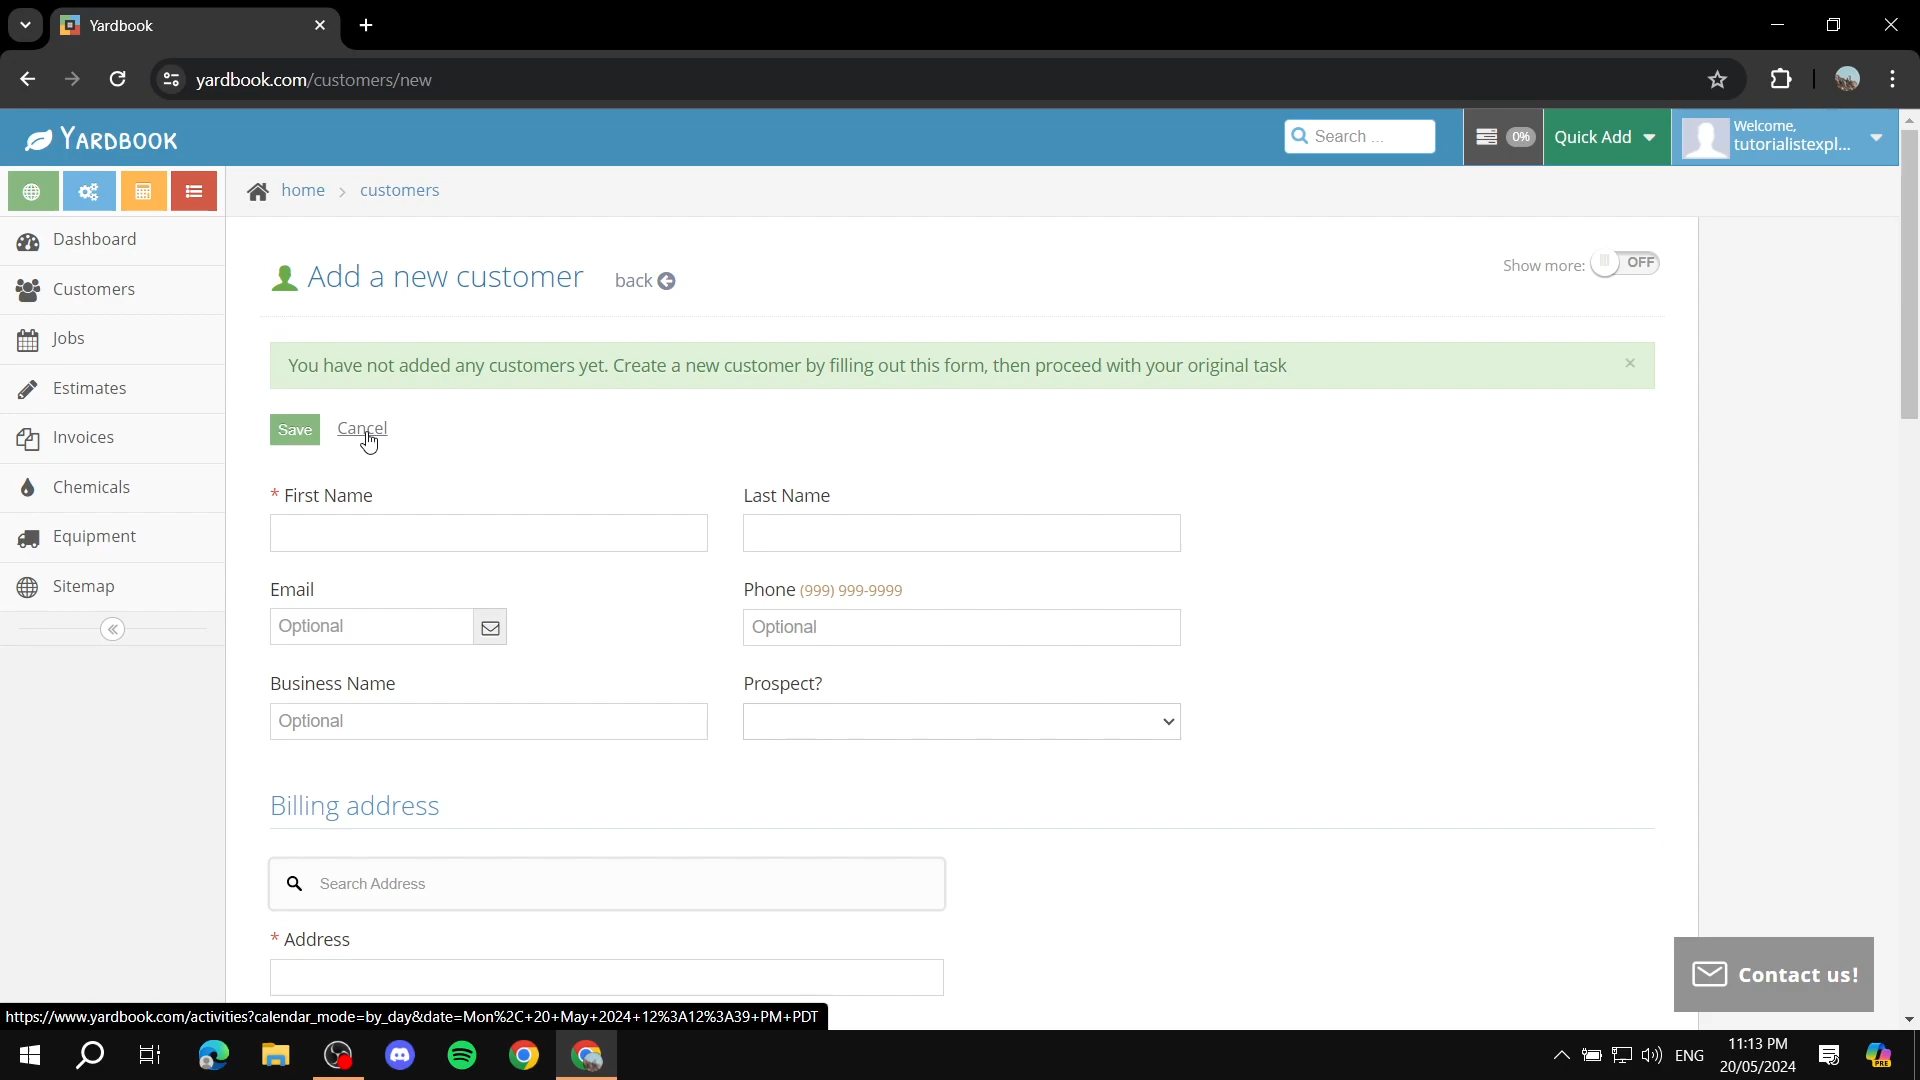 Yardbook
yardbook.com/customers/new
YARDBOOK
Search ...
0%
Quick Add
Welcome,
tutorialistexpl...
home > customers
Dashboard
Customers
Jobs
Estimates
Invoices
Chemicals
Equipment
Sitemap
Add a new customer
back
Show more:
OFF
You have not added any customers yet. Create a new customer by filling out this form, then proceed with your original task
Save
Cancel
* First Name
Last Name
Email
Phone (999) 999-9999
Optional
Optional
Business Name
Prospect?
Optional
Billing address
Search Address
* Address
Contact us!
https://www.yardbook.com/activities?calendar_mode=by_day&date=Mon%2C+20+May+2024+12%3A12%3A39+PM+PDT
ENG
11:13 PM
20/05/2024
PRE